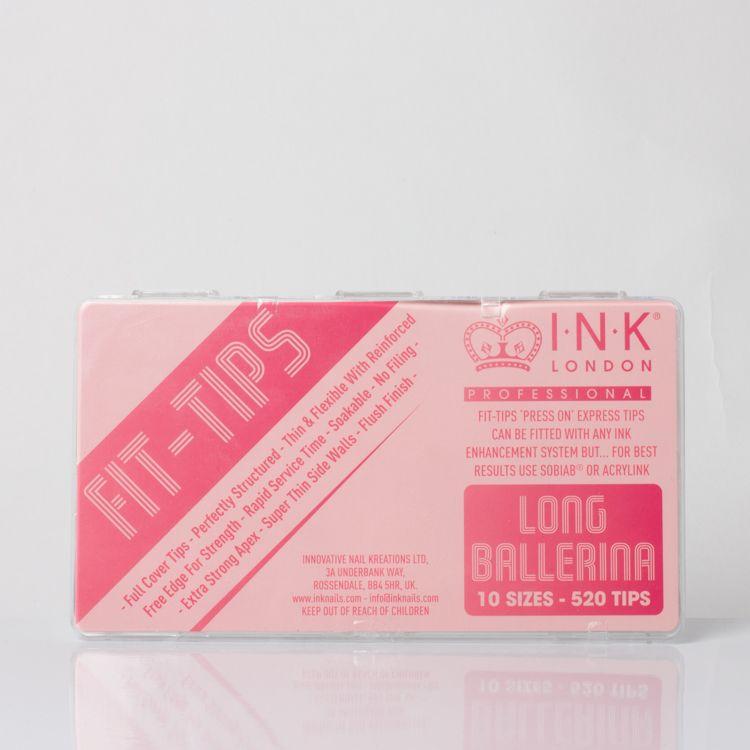 FIT-TIPS
- Full Cover Tips - Perfectly Structured - Thin & Flexible With Reinforced
Free Edge For Strength - Rapid Service Time - Soakable - No Filing -
- Extra Strong Apex - Super Thin Side Walls - Flush Finish -
I·N·K®
LONDON
PROFESSIONAL
FIT-TIPS 'PRESS ON' EXPRESS TIPS
CAN BE FITTED WITH ANY INK
ENHANCEMENT SYSTEM BUT... FOR BEST
RESULTS USE SOBIAB® OR ACRYLINK
LONG
BALLERINA
10 SIZES - 520 TIPS
INNOVATIVE NAIL KREATIONS LTD,
3A UNDERBANK WAY,
ROSSENDALE, BB4 5HR, UK.
www.inknails.com - info@inknails.com
KEEP OUT OF REACH OF CHILDREN